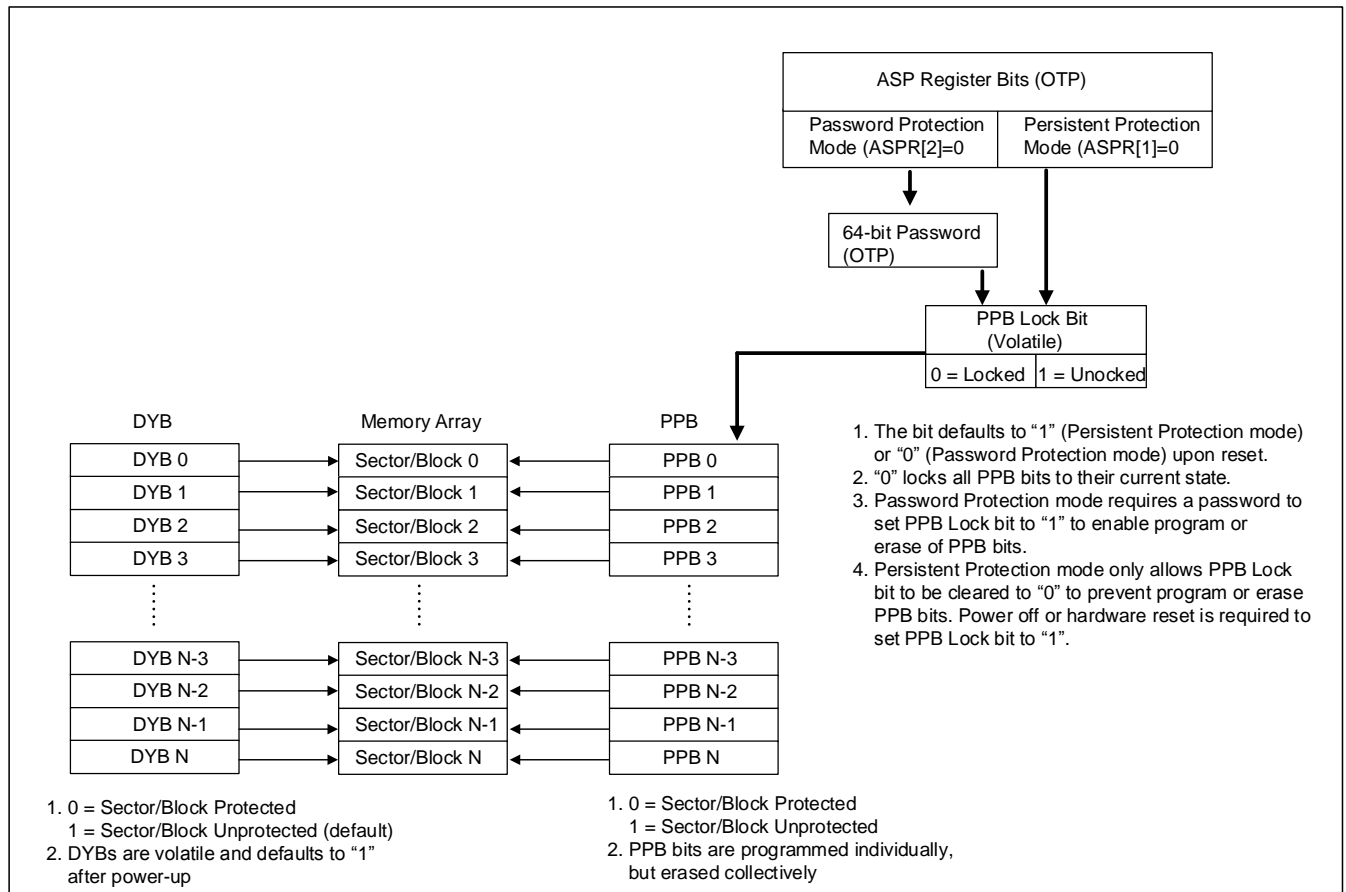 ASP Register Bits (OTP)
Password Protection
Mode (ASPR[2]=0
Persistent Protection
Mode (ASPR[1]=0
64-bit Password
(OTP)
PPB Lock Bit
(Volatile)
0 = Locked
1 = Unocked
1. The bit defaults to “1” (Persistent Protection mode)
or “0” (Password Protection mode) upon reset.
2. “0” locks all PPB bits to their current state.
3. Password Protection mode requires a password to
set PPB Lock bit to “1” to enable program or
erase of PPB bits.
4. Persistent Protection mode only allows PPB Lock
bit to be cleared to “0” to prevent program or erase
PPB bits. Power off or hardware reset is required to
set PPB Lock bit to “1”.
DYB
Memory Array
PPB
DYB 0
Sector/Block 0
PPB 0
DYB 1
Sector/Block 1
PPB 1
DYB 2
Sector/Block 2
PPB 2
DYB 3
Sector/Block 3
PPB 3
DYB N-3
Sector/Block N-3
PPB N-3
DYB N-2
Sector/Block N-2
PPB N-2
DYB N-1
Sector/Block N-1
PPB N-1
DYB N
Sector/Block N
PPB N
1. 0 = Sector/Block Protected
1 = Sector/Block Unprotected (default)
2. DYBs are volatile and defaults to “1”
after power-up
1. 0 = Sector/Block Protected
1 = Sector/Block Unprotected
2. PPB bits are programmed individually,
but erased collectively